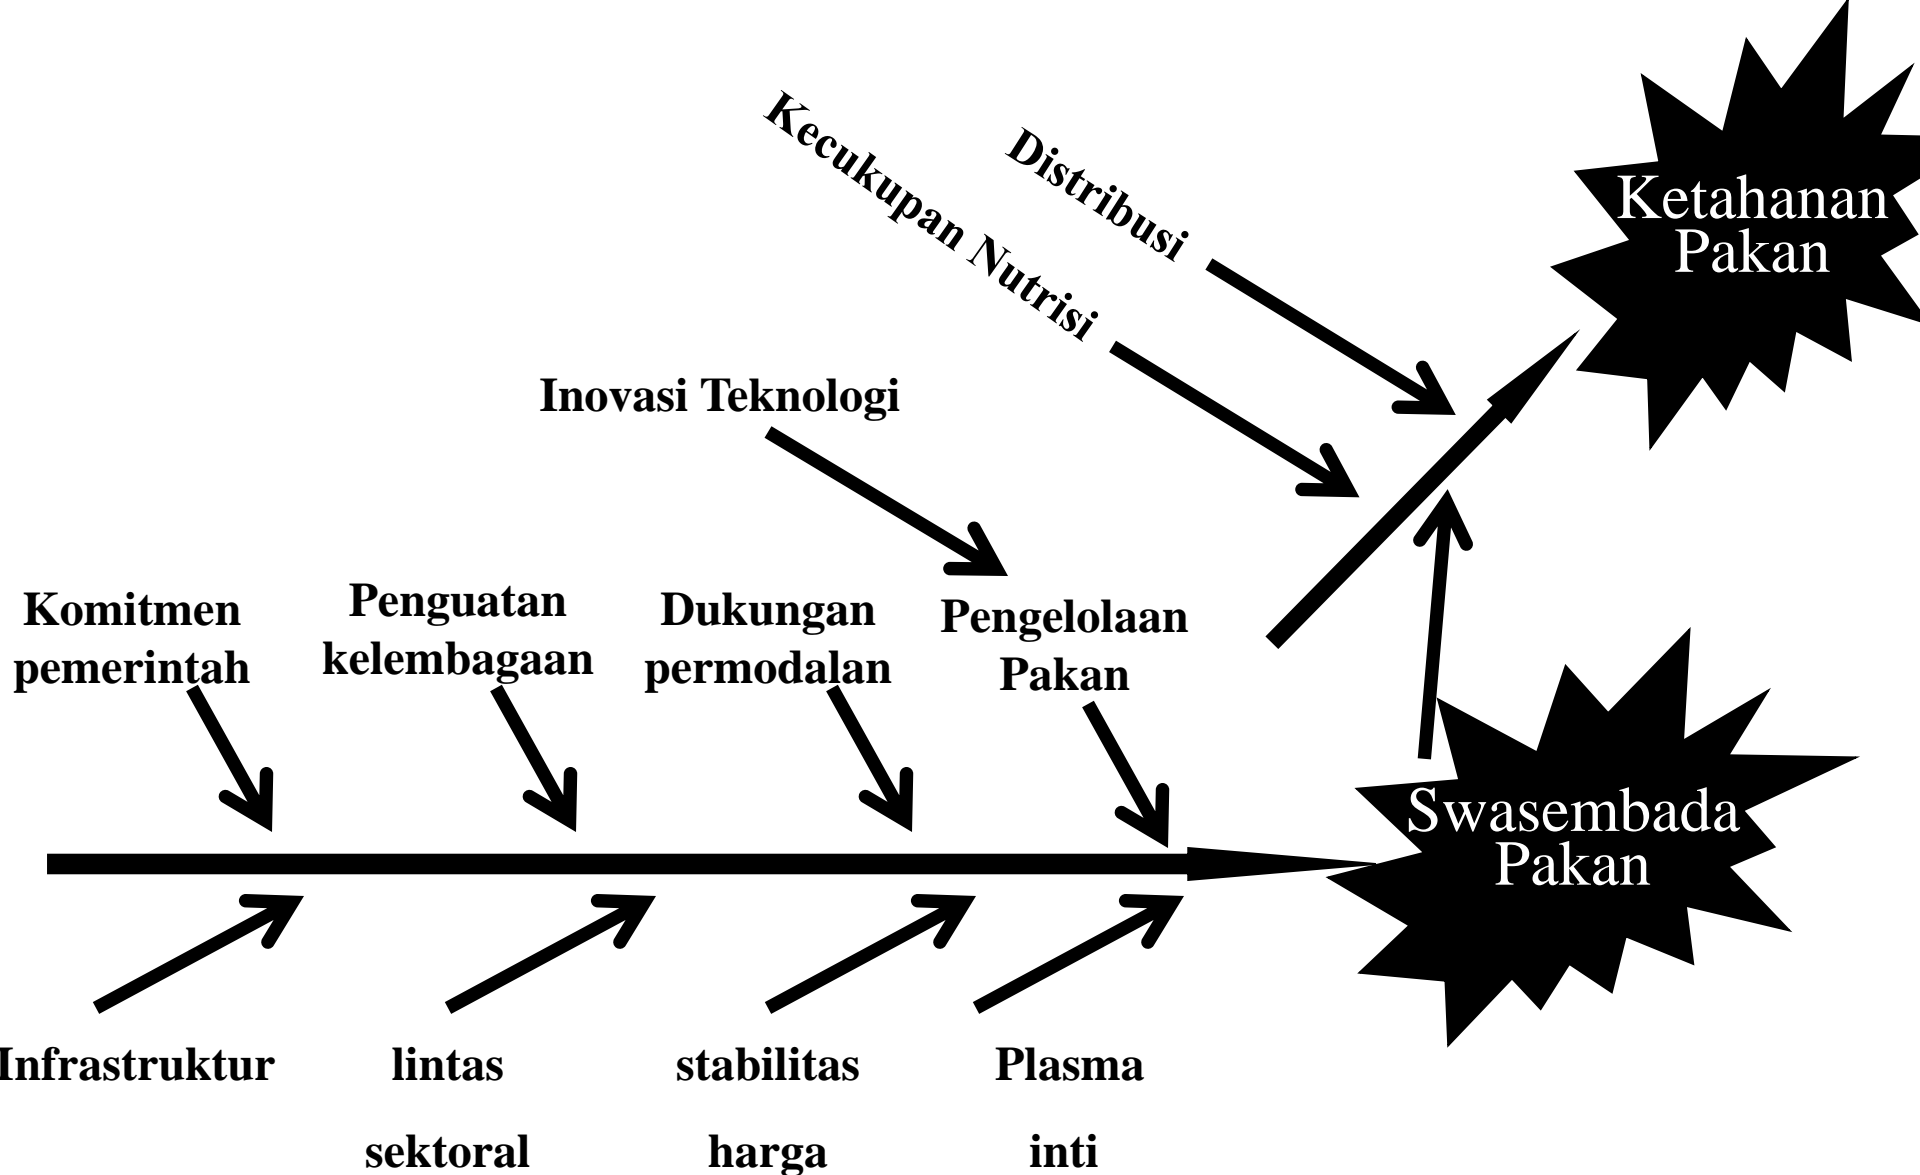 Kecukupan Nutrisi
Distribusi
Ketahanan
Pakan
Inovasi Teknologi
Komitmen
pemerintah
Penguatan
kelembagaan
Dukungan
permodalan
Pengelolaan
Pakan
Swasembada
Pakan
Infrastruktur
lintas
sektoral
stabilitas
harga
Plasma
inti